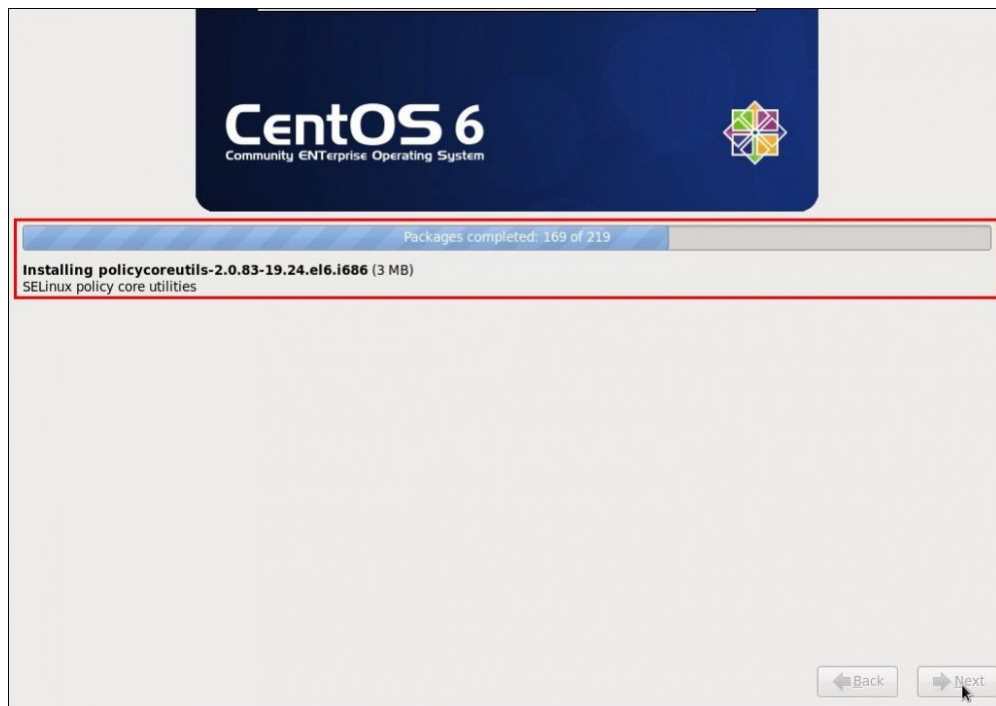 CentOS 6
Community ENTerprise Operating System
Packages completed: 169 of 219
Installing policycoreutils-2.0.83-19.24.el6.i686 (3 MB)
SELinux policy core utilities
Back Next